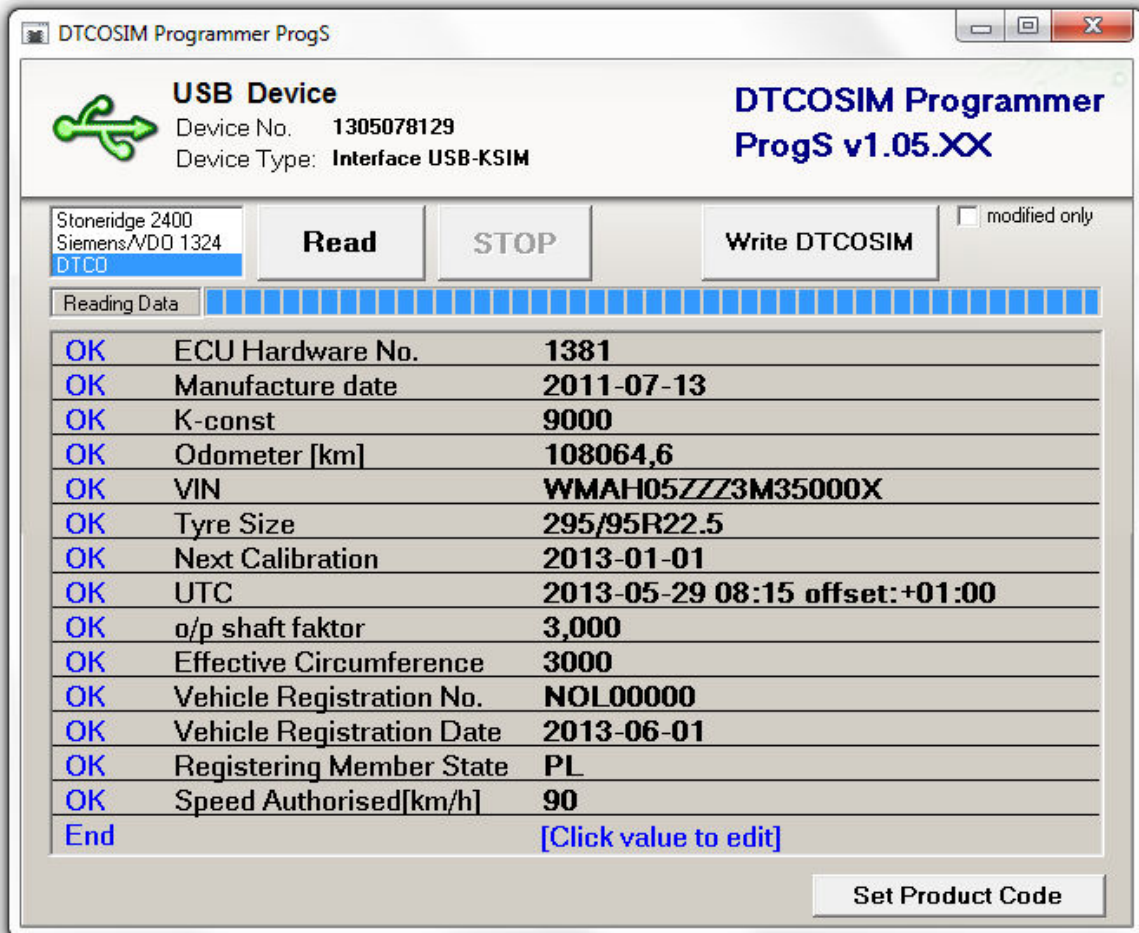 DTCOSIM Programmer ProgS
USB Device
Device No. 1305078129
Device Type: Interface USB-KSIM
DTCOSIM Programmer
ProgS v1.05.XX
Stoneridge 2400
Siemens/VDO 1324
DTCO
Read
STOP
Write DTCOSIM
modified only
Reading Data
OK ECU Hardware No. 1381
OK Manufacture date 2011-07-13
OK K-const 9000
OK Odometer [km] 108064,6
OK VIN WMAH05ZZZ3M35000X
OK Tyre Size 295/95R22.5
OK Next Calibration 2013-01-01
OK UTC 2013-05-29 08:15 offset:+01:00
OK o/p shaft faktor 3,000
OK Effective Circumference 3000
OK Vehicle Registration No. NOL00000
OK Vehicle Registration Date 2013-06-01
OK Registering Member State PL
OK Speed Authorised[km/h] 90
End [Click value to edit]
Set Product Code